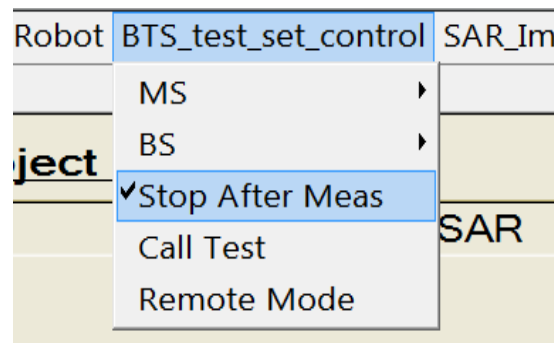 Robot BTS_test_set_control SAR_Im
MS
BS
ject
Stop After Meas
SAR
Call Test
Remote Mode